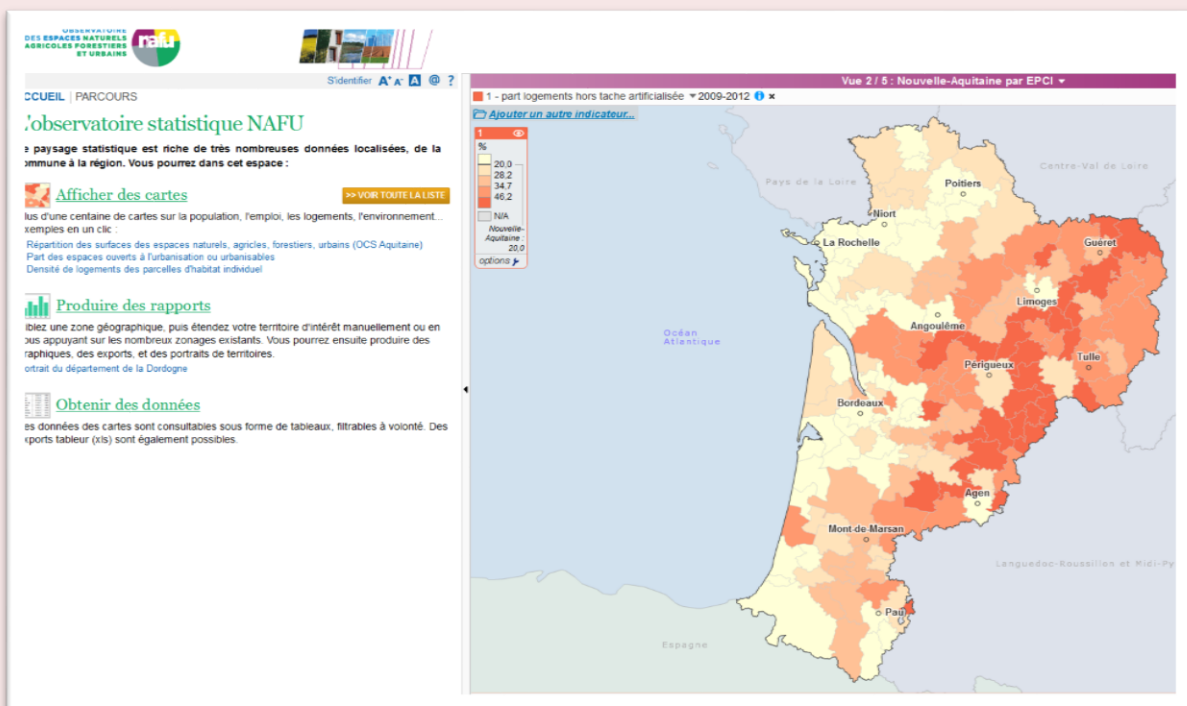 OBSERVATOIRE
DES ESPACES NATURELS
AGRICOLES FORESTIERS
ET URBAINS
nafu
S'identifier A+ A- A @ ?
CCUEIL | PARCOURS
'observatoire statistique NAFU
e paysage statistique est riche de très nombreuses données localisées, de la
ommune à la région. Vous pourrez dans cet espace :
Afficher des cartes
>> VOIR TOUTE LA LISTE
lus d'une centaine de cartes sur la population, l'emploi, les logements, l'environnement...
xemples en un clic :
Répartition des surfaces des espaces naturels, agricles, forestiers, urbains (OCS Aquitaine)
Part des espaces ouverts à l'urbanisation ou urbanisables
Densité de logements des parcelles d'habitat individuel
Produire des rapports
iblez une zone géographique, puis étendez votre territoire d'intérêt manuellement ou en
ous appuyant sur les nombreux zonages existants. Vous pourrez ensuite produire des
raphiques, des exports, et des portraits de territoires.
ortrait du département de la Dordogne
Obtenir des données
es données des cartes sont consultables sous forme de tableaux, filtrables à volonté. Des
xports tableur (xls) sont également possibles.
Vue 2 / 5 : Nouvelle-Aquitaine par EPCI
1 - part logements hors tache artificialisée 2009-2012 i x
Ajouter un autre indicateur...
1
%
20,0
28,2
34,7
46,2
N/A
Nouvelle-
Aquitaine :
20,0
options
Centre-Val de Loire
Pays de la Loire
Poitiers
Niort
La Rochelle
Guéret
Limoges
Angoulême
Océan
Atlantique
Tulle
Périgueux
Bordeaux
Agen
Mont-de-Marsan
Languedoc-Roussillon et Midi-Py
Pau
Espagne